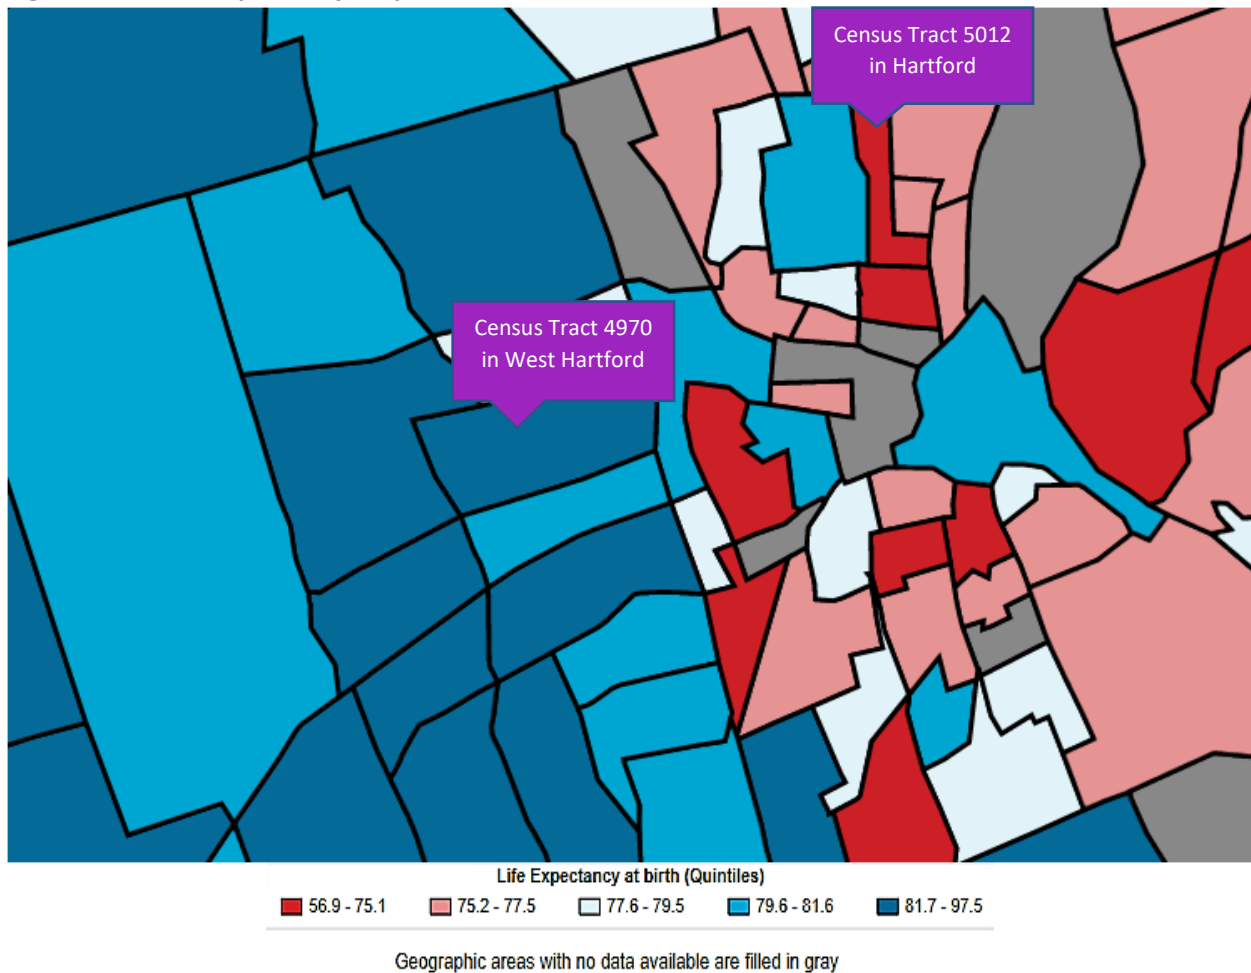 Census Tract 5012
in Hartford
Census Tract 4970
in West Hartford
Life Expectancy at birth (Quintiles)
56.9 - 75.1 75.2 - 77.5 77.6 - 79.5 79.6 - 81.6 81.7 - 97.5
Geographic areas with no data available are filled in gray